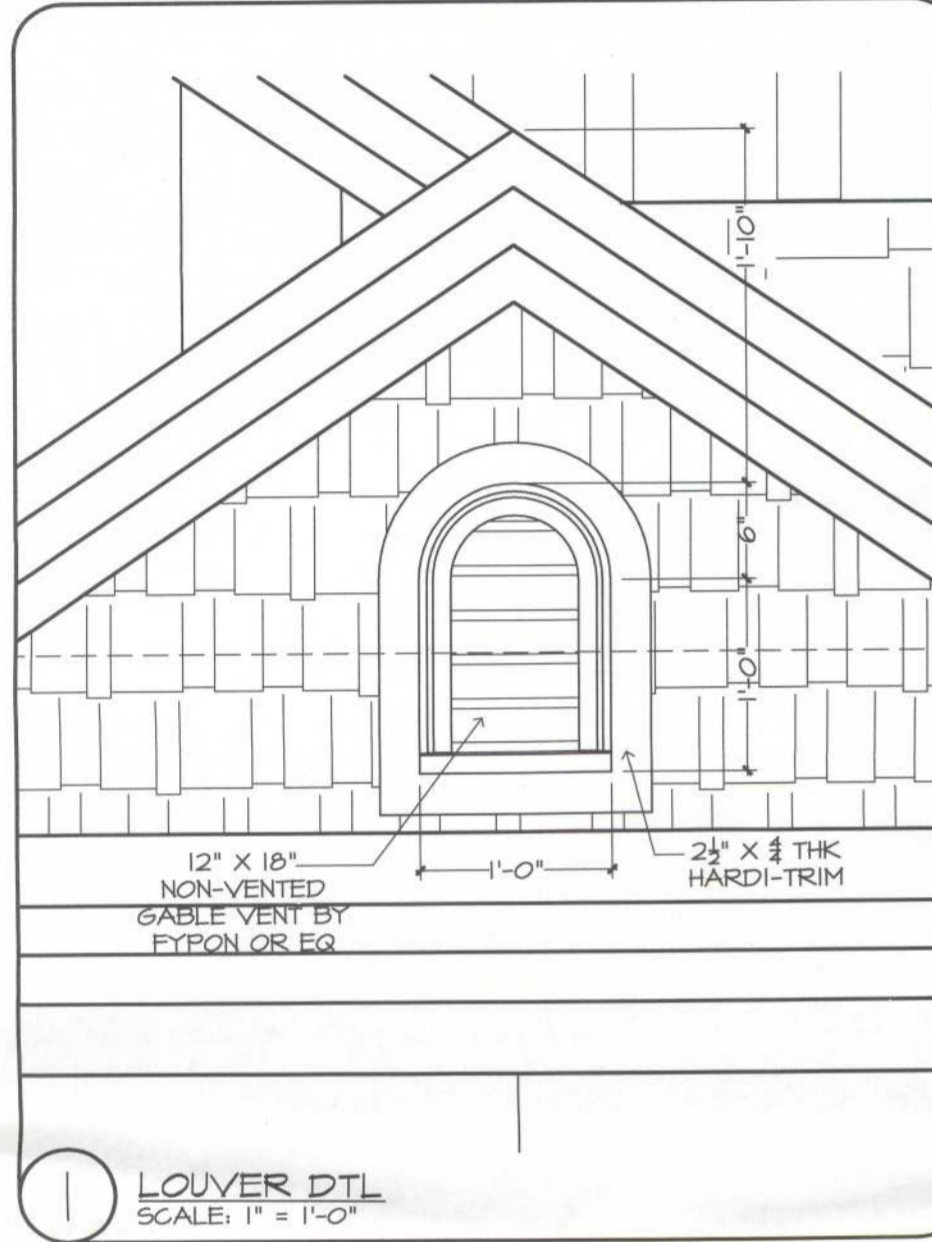 1'-10"
6"
1'-0"
1'-0"
12" X 18"
NON-VENTED
GABLE VENT BY
FYPON OR EQ
2½" X 4/4 THK
HARDI-TRIM
1
LOUVER DTL
SCALE: 1" = 1'-0"